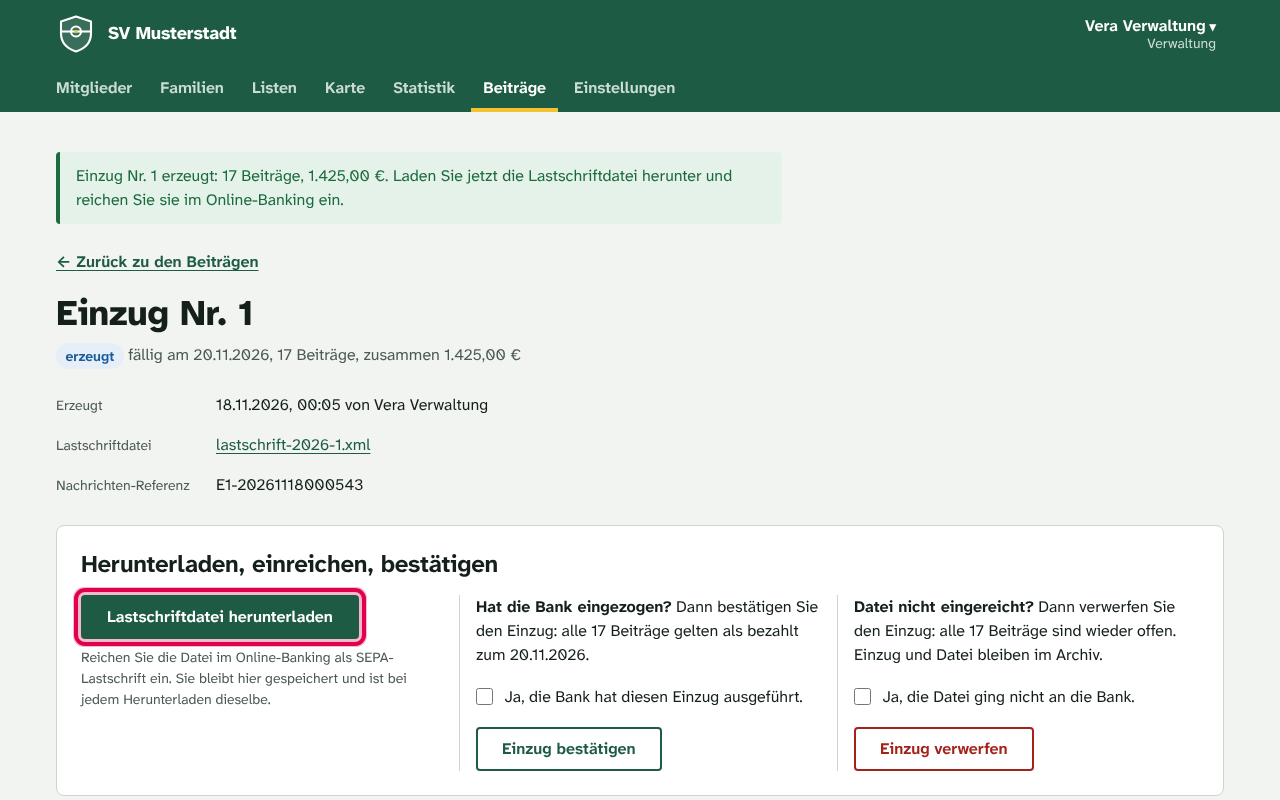 SV Musterstadt
Vera Verwaltung ▾
Verwaltung
Mitglieder Familien Listen Karte Statistik Beiträge Einstellungen
Einzug Nr. 1 erzeugt: 17 Beiträge, 1.425,00 €. Laden Sie jetzt die Lastschriftdatei herunter und
reichen Sie sie im Online-Banking ein.
← Zurück zu den Beiträgen
Einzug Nr. 1
erzeugt fällig am 20.11.2026, 17 Beiträge, zusammen 1.425,00 €
Erzeugt 18.11.2026, 00:05 von Vera Verwaltung
Lastschriftdatei lastschrift-2026-1.xml
Nachrichten-Referenz E1-20261118000543
Herunterladen, einreichen, bestätigen
Lastschriftdatei herunterladen
Reichen Sie die Datei im Online-Banking als SEPA-
Lastschrift ein. Sie bleibt hier gespeichert und ist bei
jedem Herunterladen dieselbe.
Hat die Bank eingezogen? Dann bestätigen Sie
den Einzug: alle 17 Beiträge gelten als bezahlt
zum 20.11.2026.
Ja, die Bank hat diesen Einzug ausgeführt.
Einzug bestätigen
Datei nicht eingereicht? Dann verwerfen Sie
den Einzug: alle 17 Beiträge sind wieder offen.
Einzug und Datei bleiben im Archiv.
Ja, die Datei ging nicht an die Bank.
Einzug verwerfen